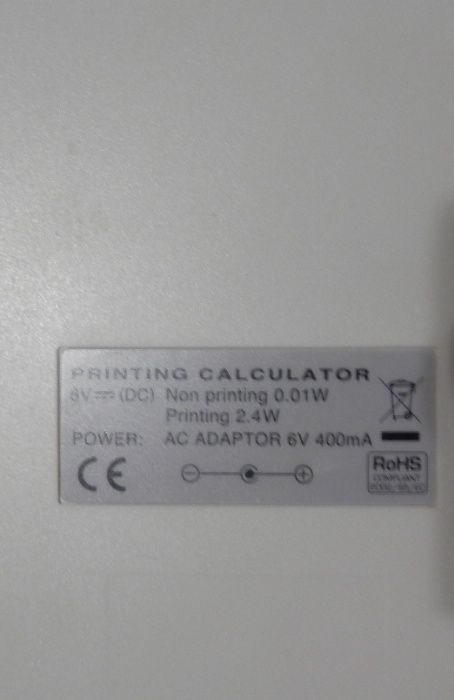 PRINTING CALCULATOR
6V⎓(DC) Non printing 0.01W
Printing 2.4W
POWER: AC ADAPTOR 6V 400mA
CE
RoHS
COMPLIANT